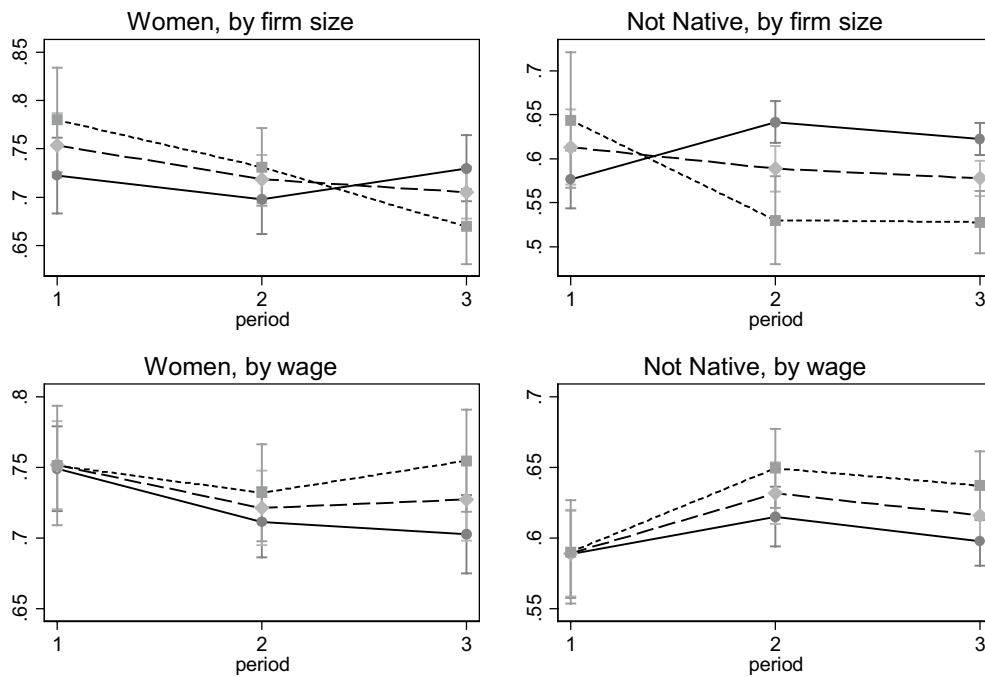 Women, by firm size
.85
.8
.75
.7
.65
1 2 3
period
Not Native, by firm size
.7
.65
.6
.55
.5
1 2 3
period
Women, by wage
.8
.75
.7
.65
1 2 3
period
Not Native, by wage
.7
.65
.6
.55
1 2 3
period